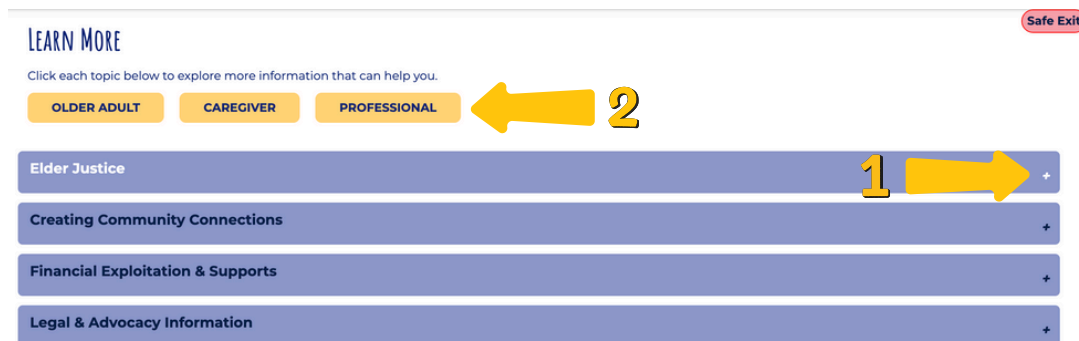 Safe Exit
LEARN MORE
Click each topic below to explore more information that can help you.
OLDER ADULT CAREGIVER PROFESSIONAL
2
Elder Justice
1
+
Creating Community Connections
+
Financial Exploitation & Supports
+
Legal & Advocacy Information
+